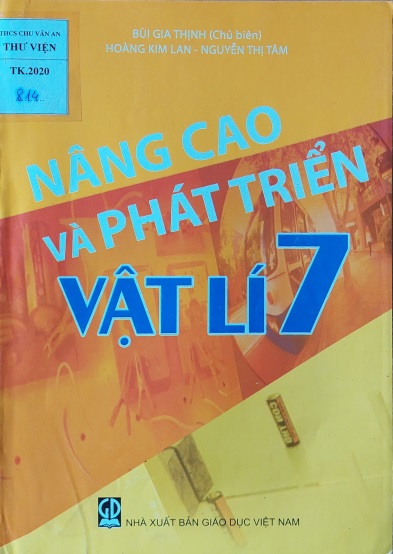 THCS CHU VĂN AN
THƯ VIỆN
TK.2020
814
BÙI GIA THỊNH (Chủ biên)
HOÀNG KIM LAN - NGUYỄN THỊ TÂM
NÂNG CAO
VÀ PHÁT TRIỂN
VẬT LÍ 7
NHÀ XUẤT BẢN GIÁO DỤC VIỆT NAM